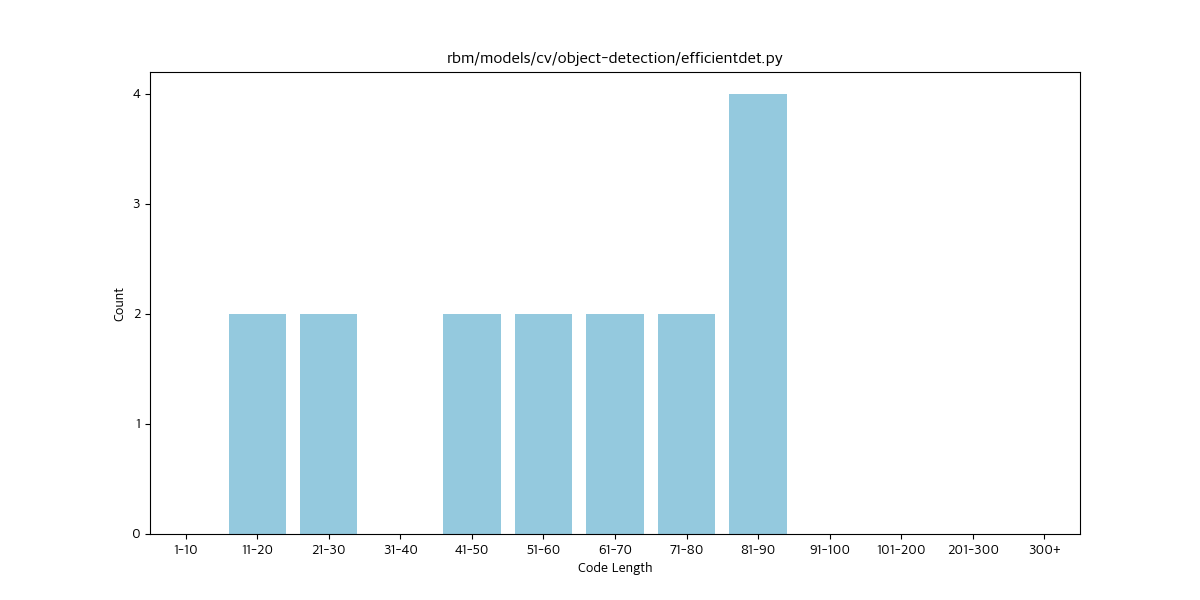 rbm/models/cv/object-detection/efficientdet.py
4
3
2
1
0
Count
1-10 11-20 21-30 31-40 41-50 51-60 61-70 71-80 81-90 91-100 101-200 201-300 300+
Code Length